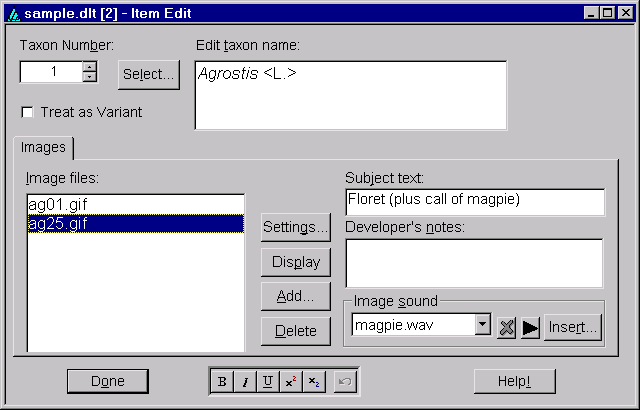 sample.dlt [2] - Item Edit
Taxon Number:
Edit taxon name:
1
Select...
Agrostis <L.>
Treat as Variant
Images
Image files:
Subject text:
ag01.gif
ag25.gif
Floret (plus call of magpie)
Settings...
Developer's notes:
Display
Add...
Image sound
magpie.wav
Insert...
Delete
Done
B I U x² x₂
Help!